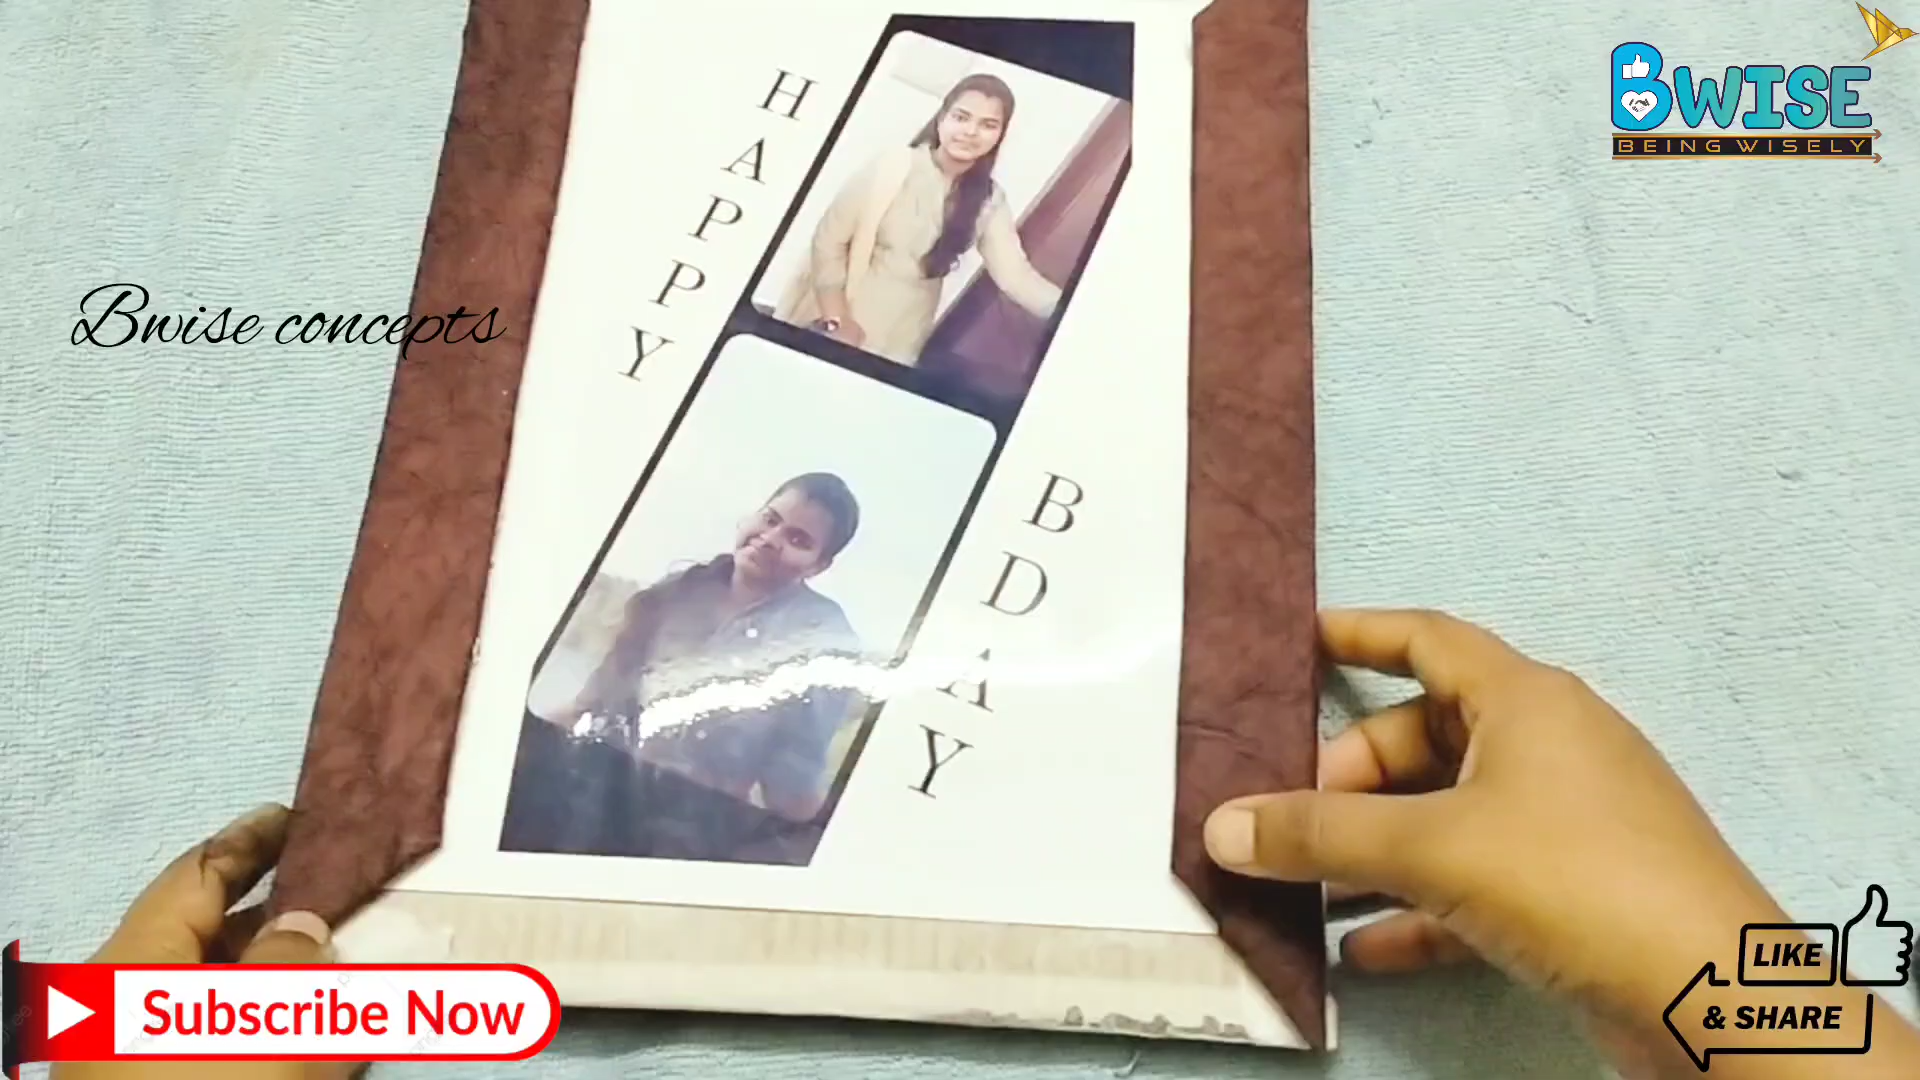 BWISE
BEING WISELY
HAPPY
Bwise concepts
BDAY
LIKE
& SHARE
Subscribe Now